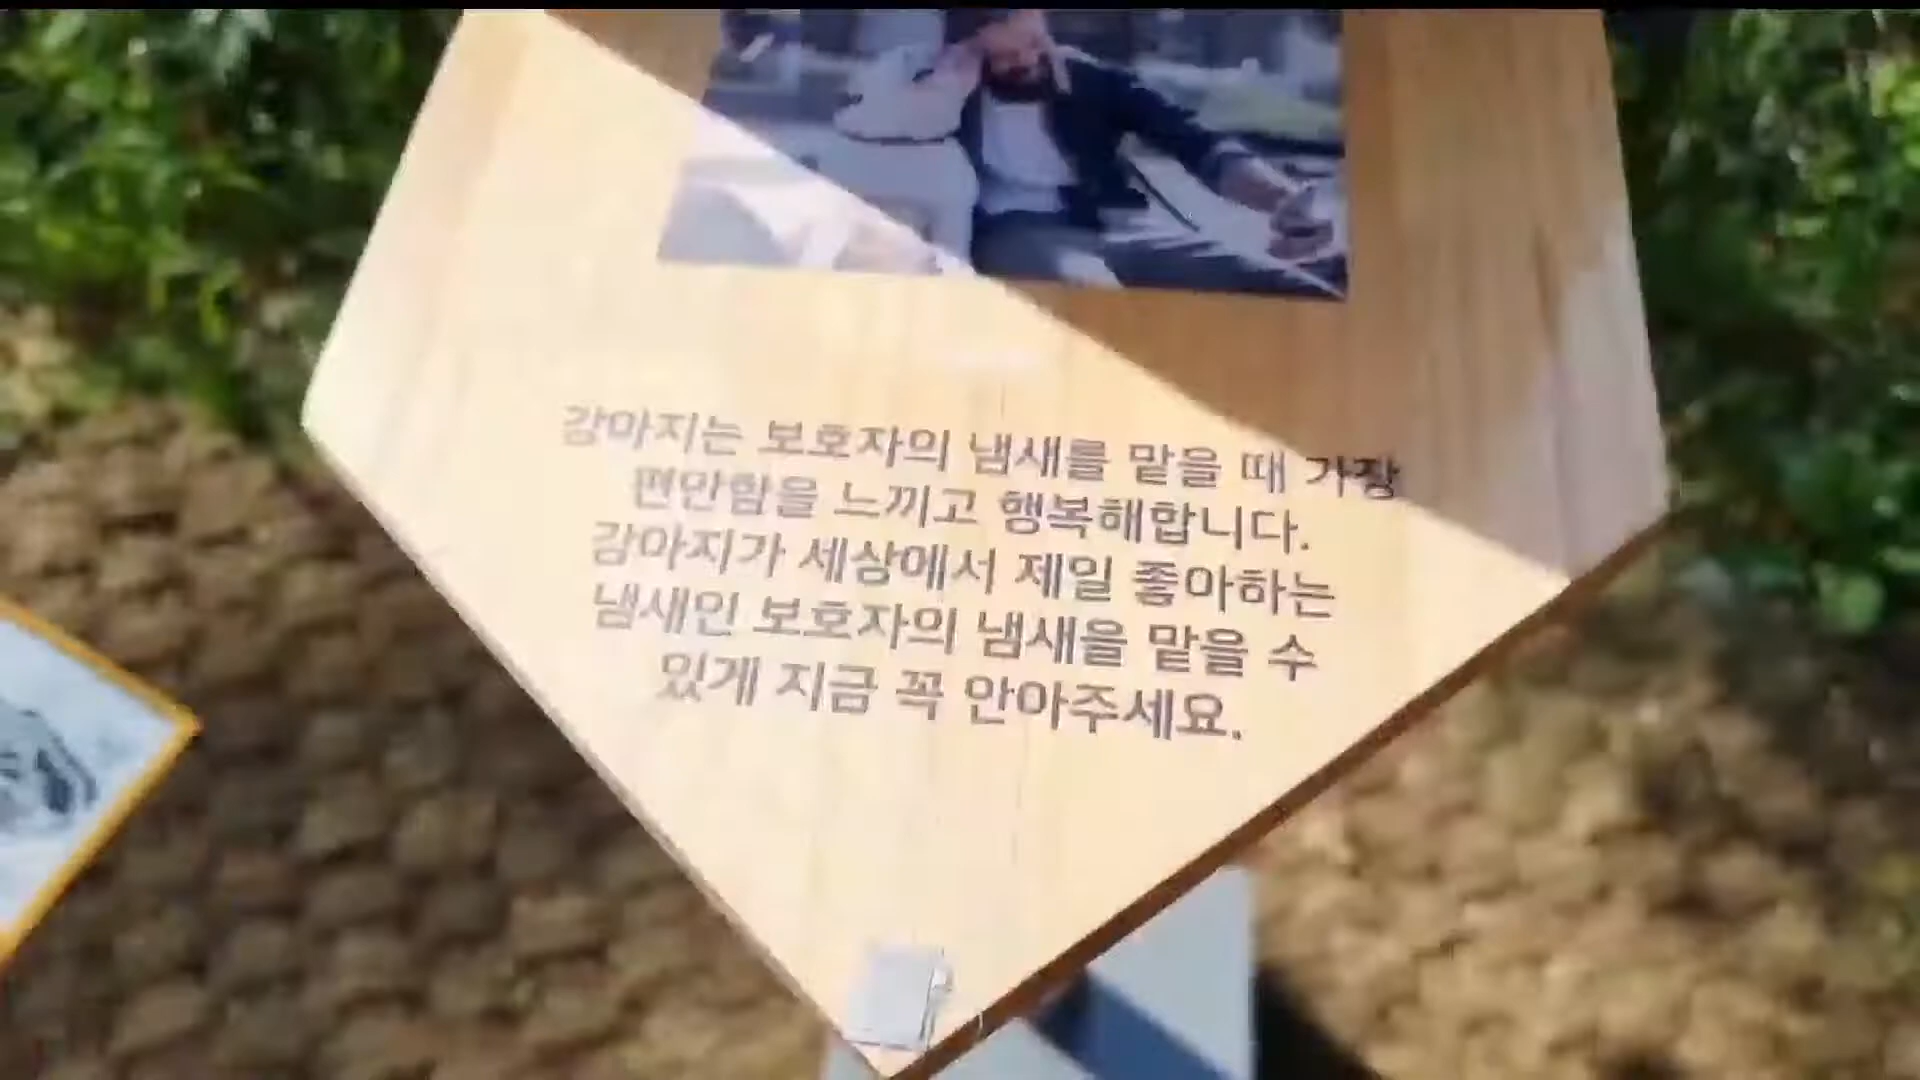 강아지는 보호자의 냄새를 맡을 때 가장
편안함을 느끼고 행복해합니다.
강아지가 세상에서 제일 좋아하는
냄새인 보호자의 냄새을 맡을 수
있게 지금 꼭 안아주세요.